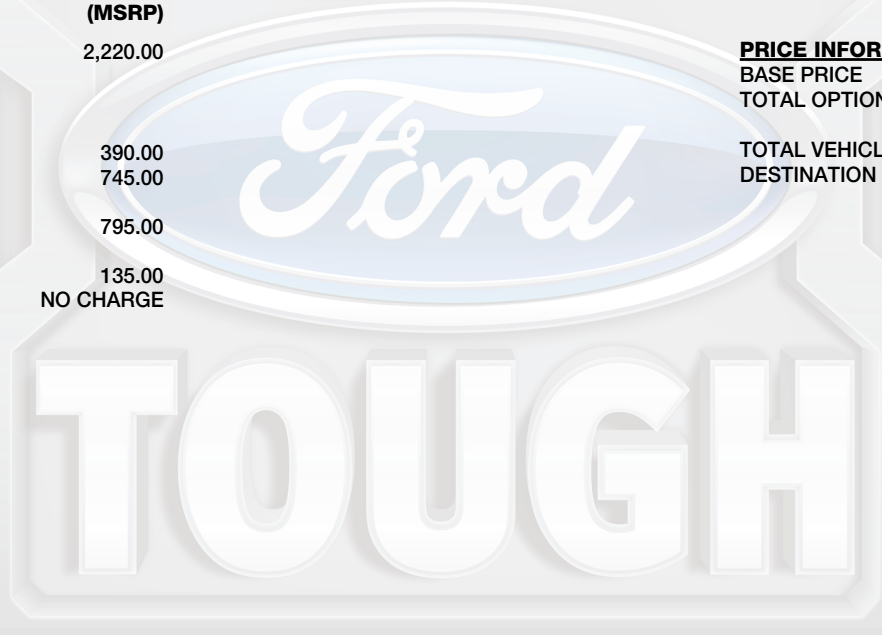 (MSRP)
2,220.00
390.00
745.00
795.00
135.00
NO CHARGE
PRICE INFOR
BASE PRICE
TOTAL OPTION
TOTAL VEHICL
DESTINATION
Ford
TOUGH